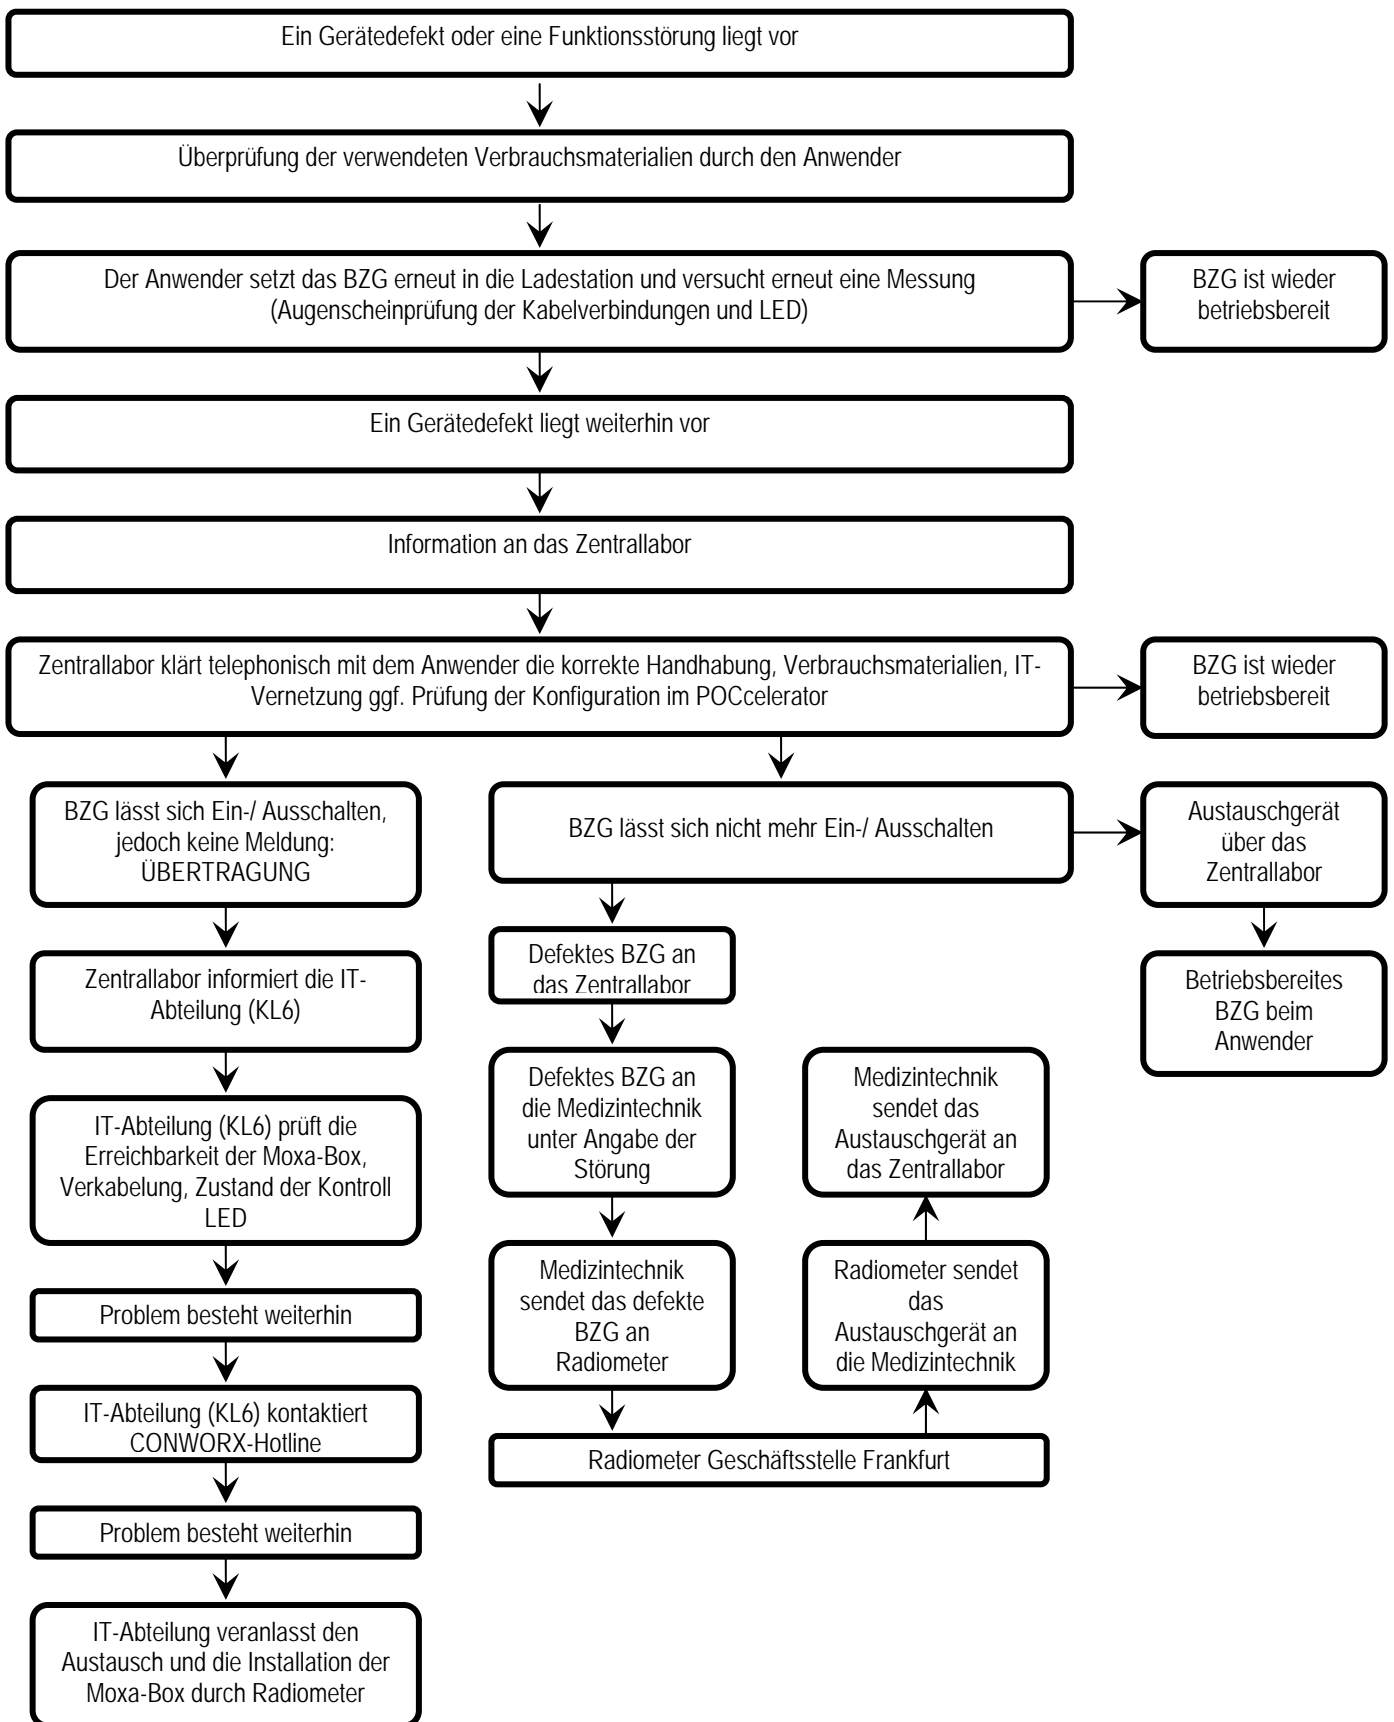 Ein Gerätedefekt oder eine Funktionsstörung liegt vor
Überprüfung der verwendeten Verbrauchsmaterialien durch den Anwender
Der Anwender setzt das BZG erneut in die Ladestation und versucht erneut eine Messung
(Augenscheinprüfung der Kabelverbindungen und LED)
BZG ist wieder
betriebsbereit
Ein Gerätedefekt liegt weiterhin vor
Information an das Zentrallabor
Zentrallabor klärt telephonisch mit dem Anwender die korrekte Handhabung, Verbrauchsmaterialien, IT-
Vernetzung ggf. Prüfung der Konfiguration im POCcelerator
BZG ist wieder
betriebsbereit
BZG lässt sich Ein-/ Ausschalten,
jedoch keine Meldung:
ÜBERTRAGUNG
Zentrallabor informiert die IT-
Abteilung (KL6)
IT-Abteilung (KL6) prüft die
Erreichbarkeit der Moxa-Box,
Verkabelung, Zustand der Kontroll
LED
Problem besteht weiterhin
IT-Abteilung (KL6) kontaktiert
CONWORX-Hotline
Problem besteht weiterhin
IT-Abteilung veranlasst den
Austausch und die Installation der
Moxa-Box durch Radiometer
BZG lässt sich nicht mehr Ein-/ Ausschalten
Defektes BZG an
das Zentrallabor
Defektes BZG an
die Medizintechnik
unter Angabe der
Störung
Medizintechnik
sendet das defekte
BZG an
Radiometer
Radiometer Geschäftsstelle Frankfurt
Radiometer sendet
das
Austauschgerät an
die Medizintechnik
Medizintechnik
sendet das
Austauschgerät an
das Zentrallabor
Austauschgerät
über das
Zentrallabor
Betriebsbereites
BZG beim
Anwender